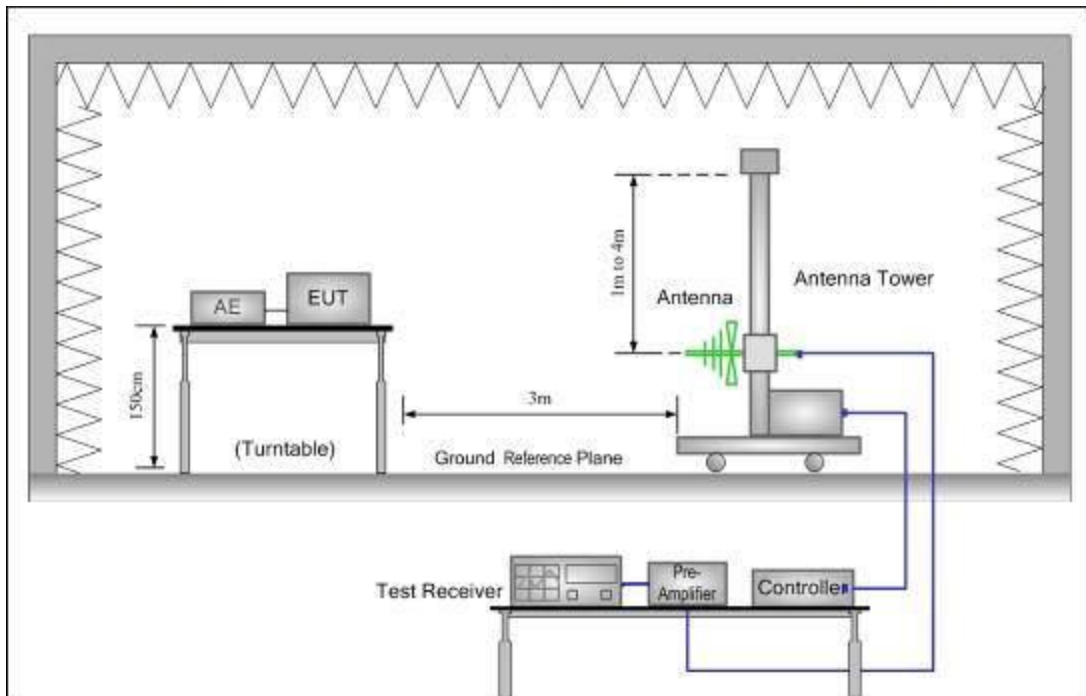 1m to 4m
Antenna Tower
Antenna
AE
EUT
150cm
3m
(Turntable)
Ground Reference Plane
Test Receiver
Pre-
Amplifier
Controller